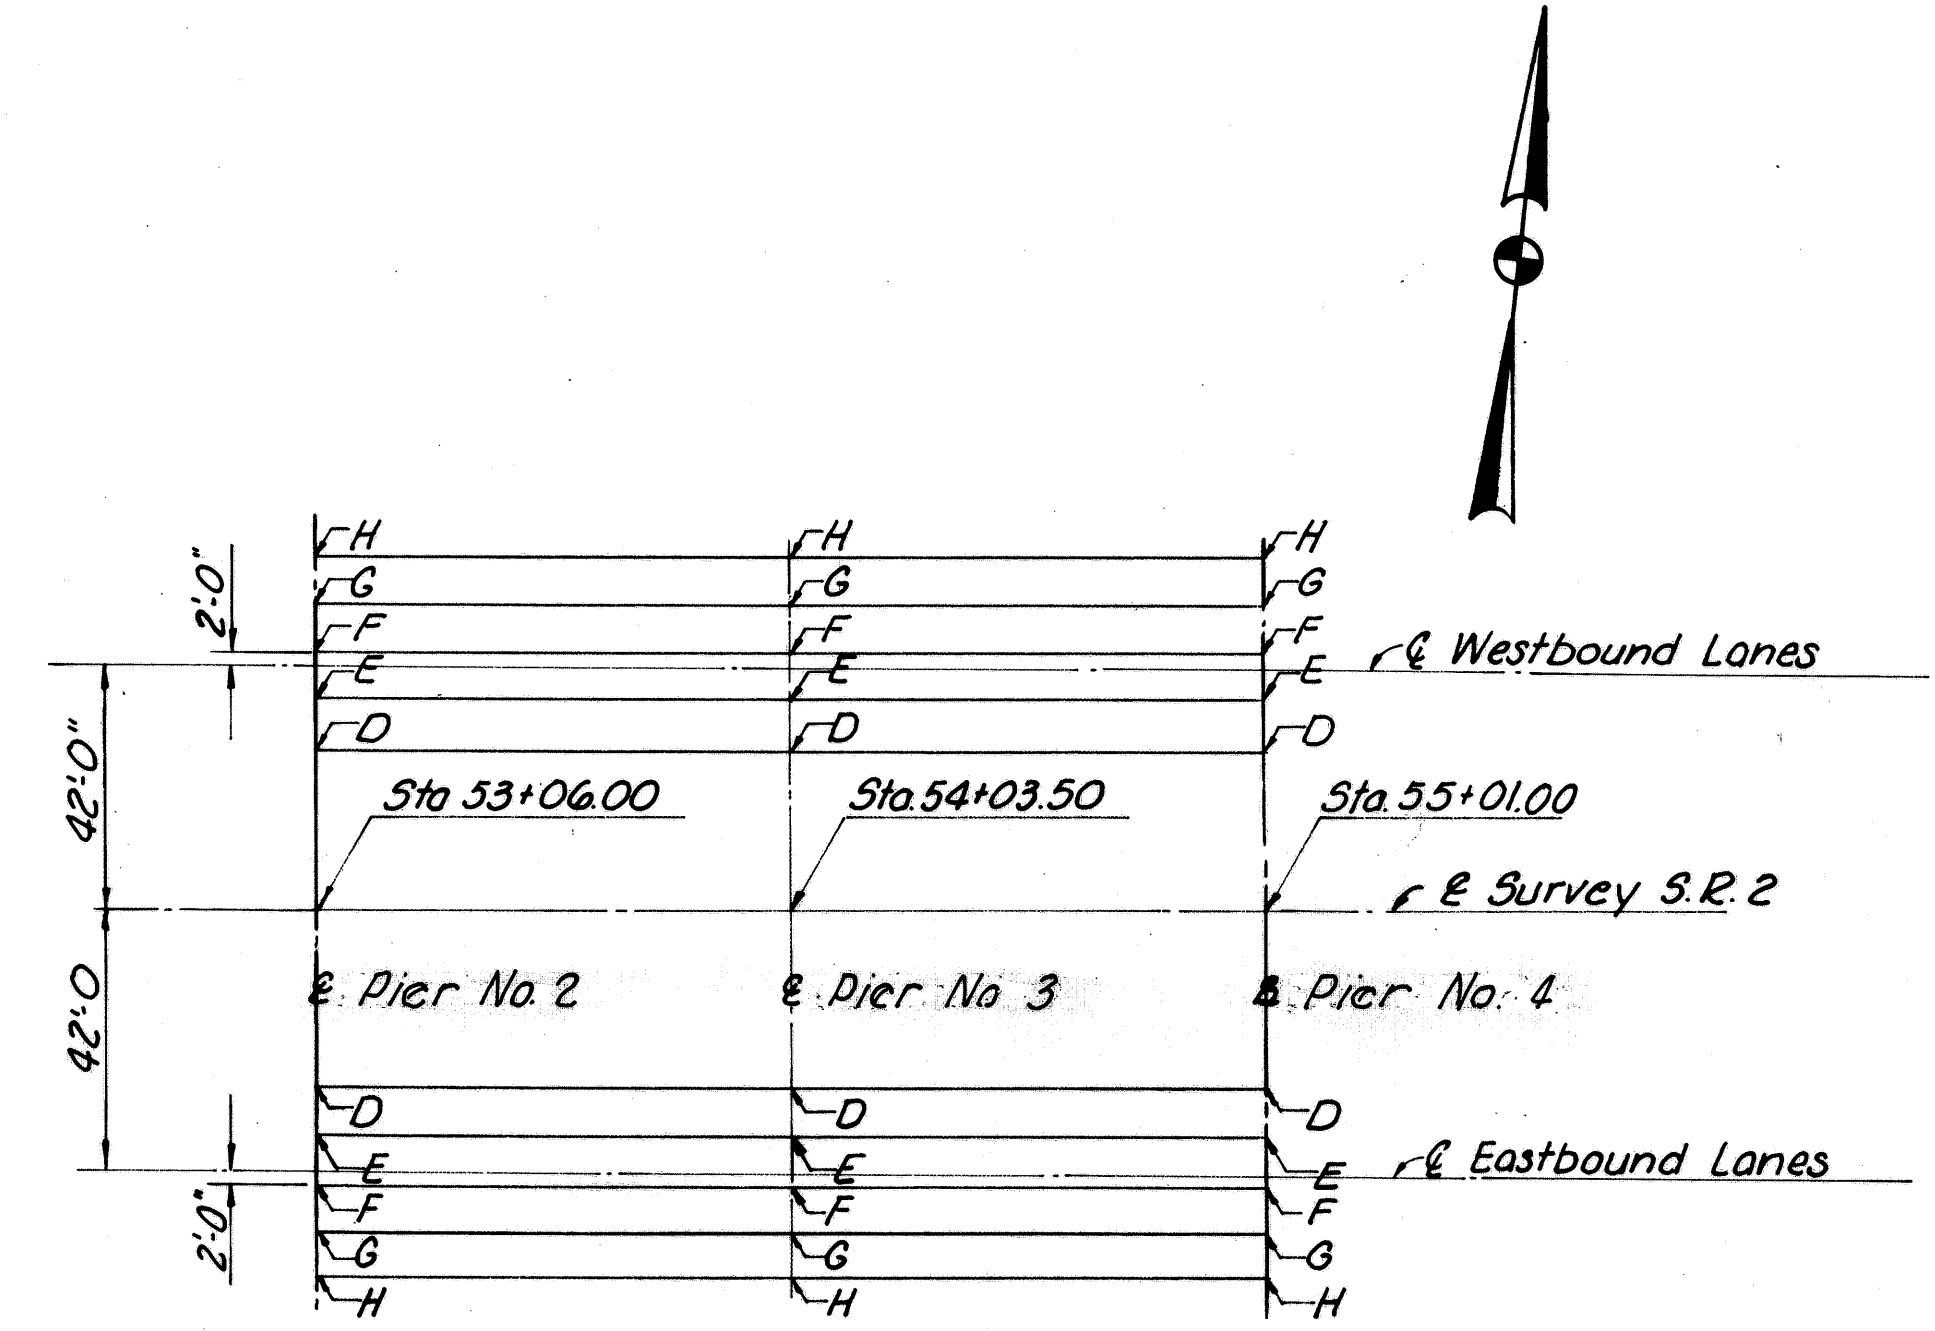 H H H
2'-0" G G G
F F F
℄ Westbound Lanes
E E E
D D D
42'-0"
Sta 53+06.00 Sta. 54+03.50 Sta. 55+01.00
℄ Survey S.R. 2
℄ Pier No. 2 ℄ Pier No 3 Pier No. 4
42'-0
D D D
℄ Eastbound Lanes
E E E
F F F
2'-0"
G G G
H H H